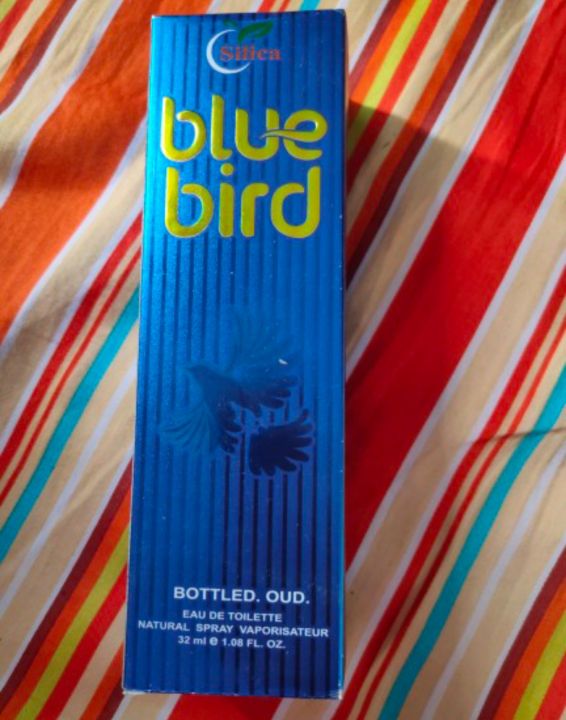 Silica
blue
bird
BOTTLED. OUD.
EAU DE TOILETTE
NATURAL SPRAY VAPORISATEUR
32 ml e 1.08 FL. OZ.